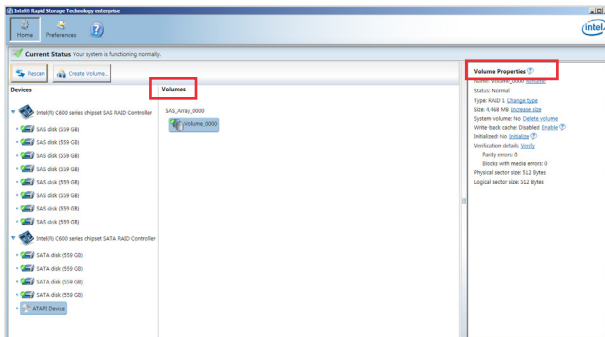 Intel® Rapid Storage Technology enterprise
Home
Preferences
intel
Current Status Your system is functioning normally.
Rescan
Create Volume...
Devices
Intel(R) C600 series chipset SAS RAID Controller
SAS disk (559 GB)
SAS disk (559 GB)
SAS disk (559 GB)
SAS disk (559 GB)
SAS disk (559 GB)
SAS disk (559 GB)
SAS disk (559 GB)
SAS disk (559 GB)
Intel(R) C600 series chipset SATA RAID Controller
SATA disk (559 GB)
SATA disk (559 GB)
SATA disk (559 GB)
SATA disk (559 GB)
ATAPI Device
Volumes
SAS_Array_0000
Volume_0000
Volume Properties ?
Name: Volume_0000 Rename
Status: Normal
Type: RAID 1 Change type
Size: 4,468 MB Increase size
System volume: No Delete volume
Write-back cache: Disabled Enable ?
Initialized: No Initialize ?
Verification details Verify
Parity errors: 0
Blocks with media errors: 0
Physical sector size: 512 Bytes
Logical sector size: 512 Bytes